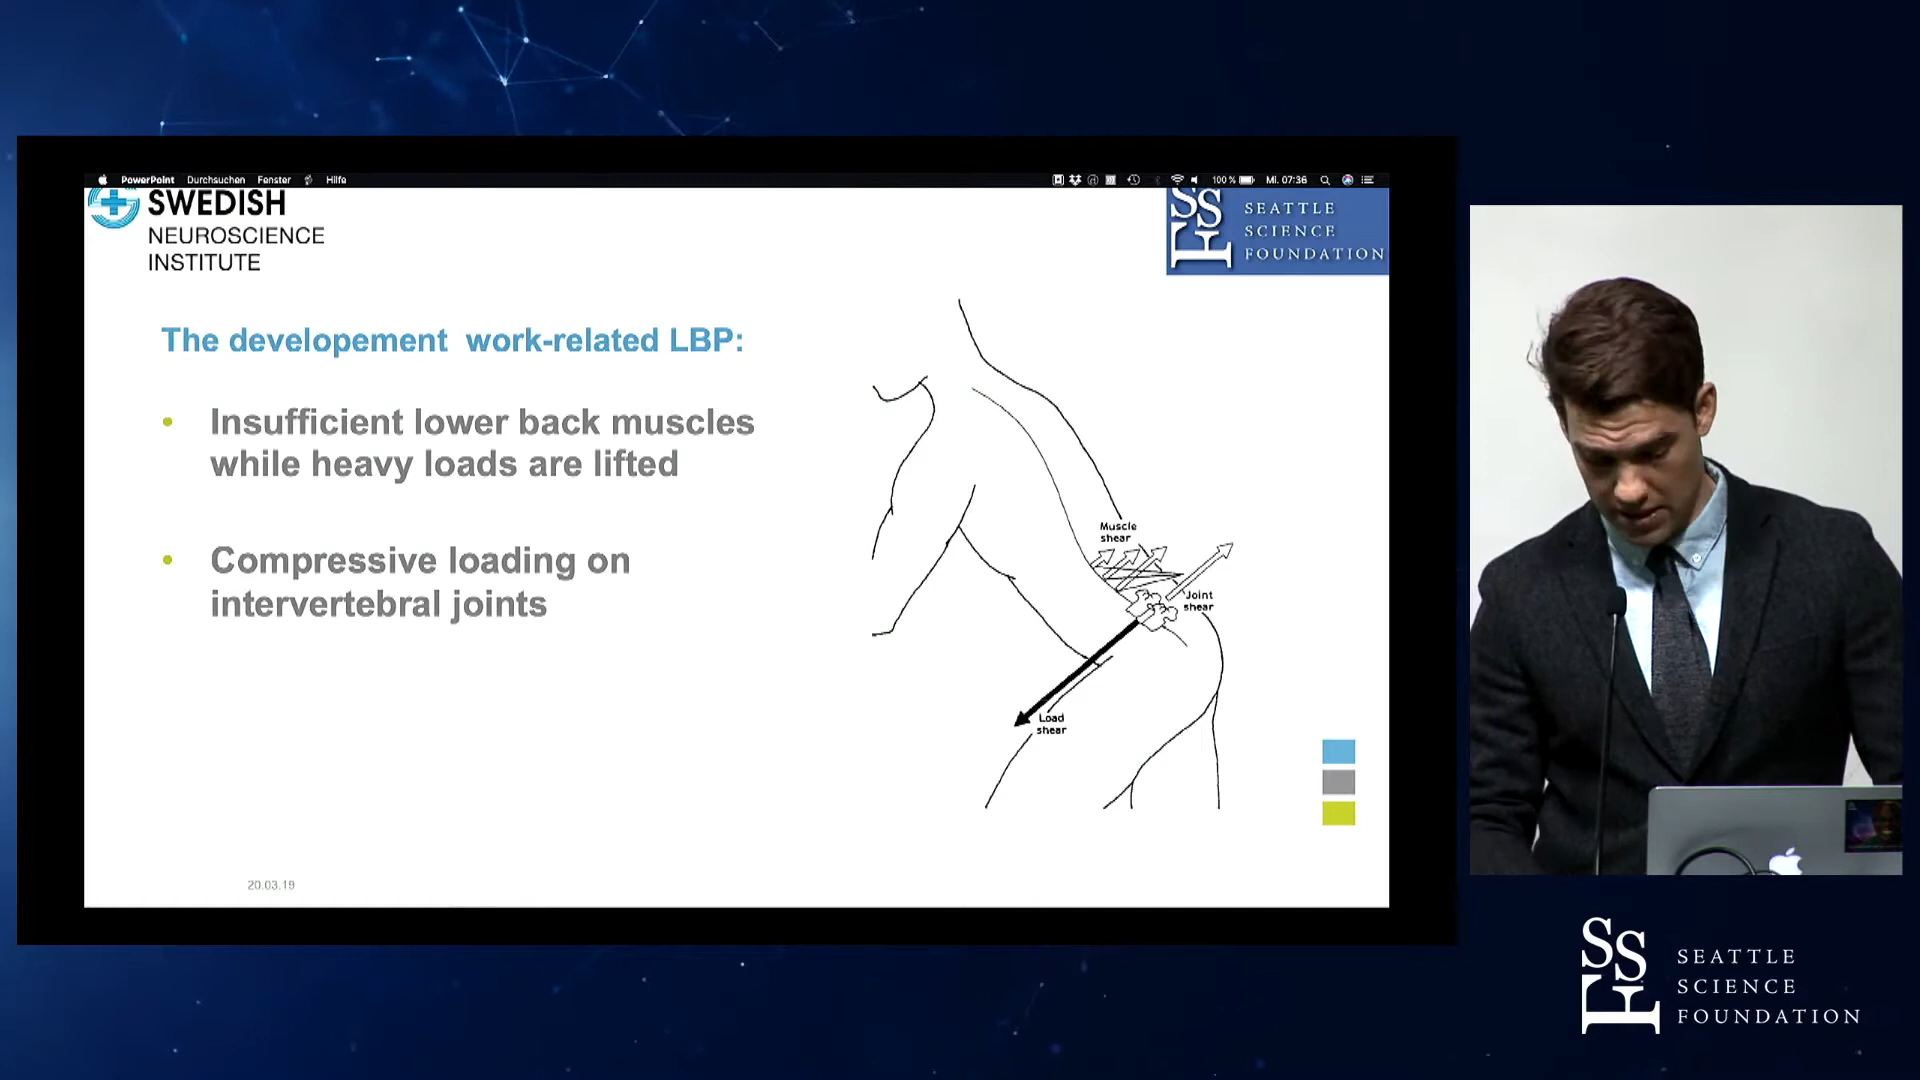 PowerPoint Durchsuchen Fenster Hilfe
100 % Mi. 07:36
SWEDISH
NEUROSCIENCE
INSTITUTE
SSF
SEATTLE
SCIENCE
FOUNDATION
The developement work-related LBP:
• Insufficient lower back muscles
while heavy loads are lifted
• Compressive loading on
intervertebral joints
Muscle
shear
Joint
shear
Load
shear
20.03.19
SSF
SEATTLE
SCIENCE
FOUNDATION